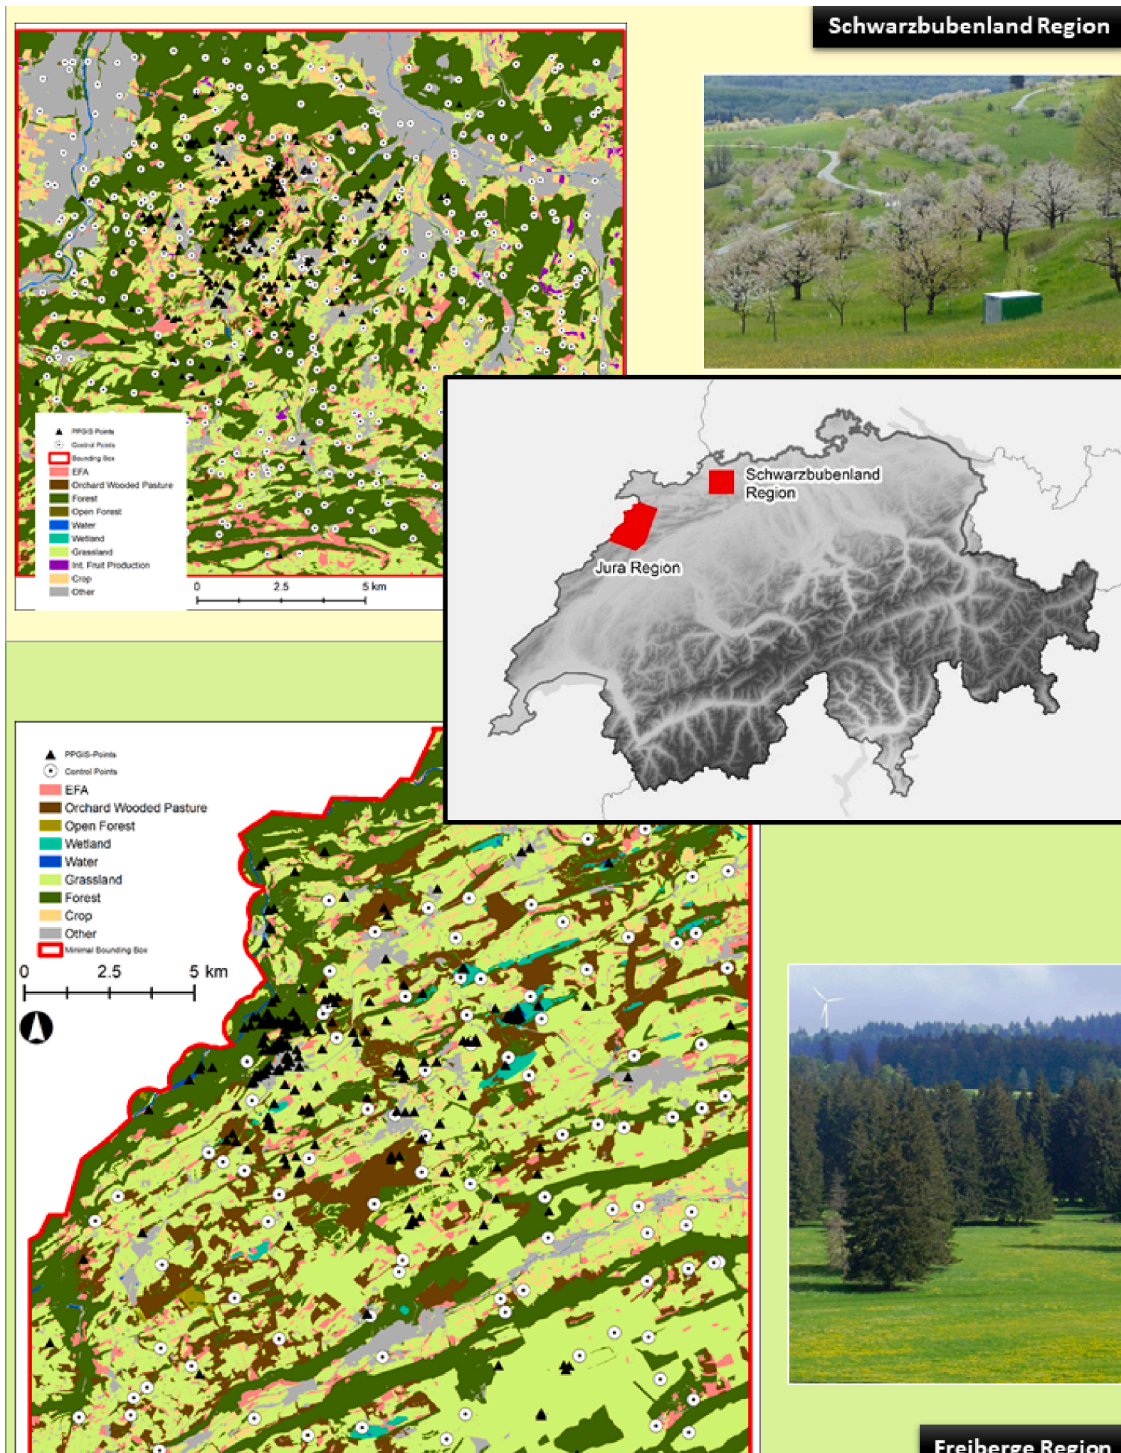 Schwarzbubenland Region
PPGIS Points
Control Points
Bounding Box
EFA
Orchard Wooded Pasture
Forest
Open Forest
Water
Wetland
Grassland
Int. Fruit Production
Crop
Other
0 2.5 5 km
Schwarzbubenland
Region
Jura Region
PPGIS-Points
Control Points
EFA
Orchard Wooded Pasture
Open Forest
Wetland
Water
Grassland
Forest
Crop
Other
Minimal Bounding Box
0 2.5 5 km
Freiberge Region